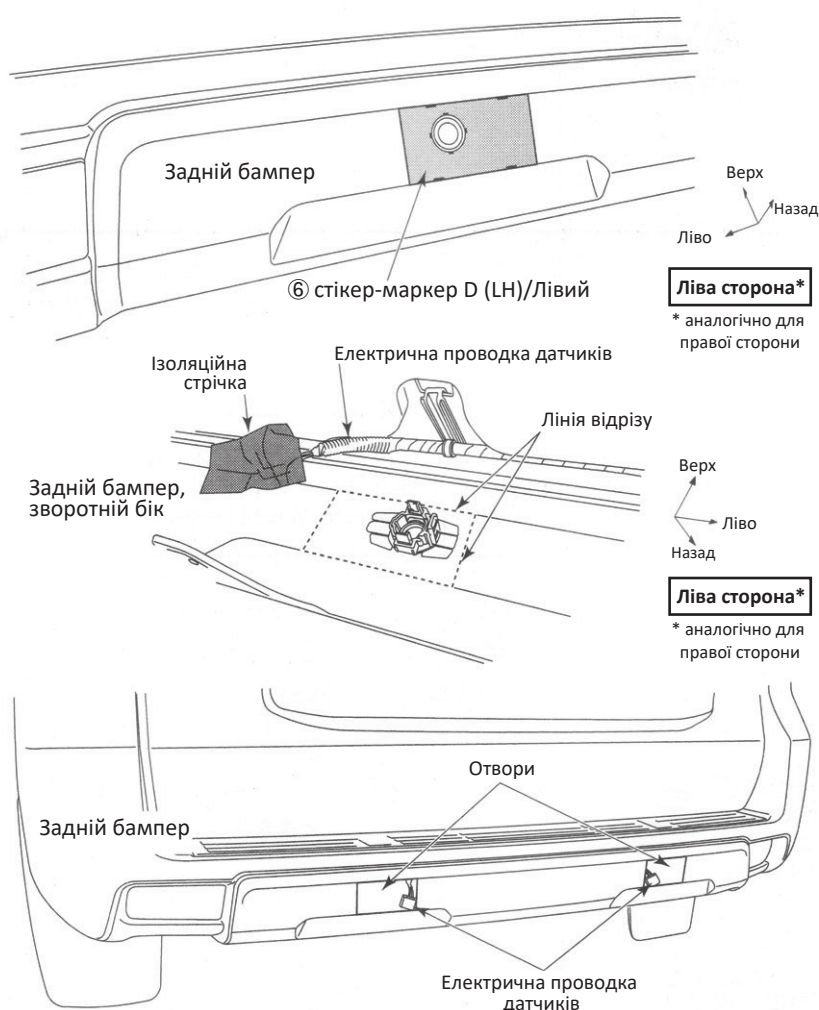 Задній бампер
Верх
Назад
Ліво
⑥ стікер-маркер D (LH)/Лівий
Ліва сторона*
* аналогічно для
правої сторони
Ізоляційна
стрічка
Електрична проводка датчиків
Лінія відрізу
Задній бампер,
зворотній бік
Верх
Ліво
Назад
Ліва сторона*
* аналогічно для
правої сторони
Отвори
Задній бампер
Електрична проводка
датчиків